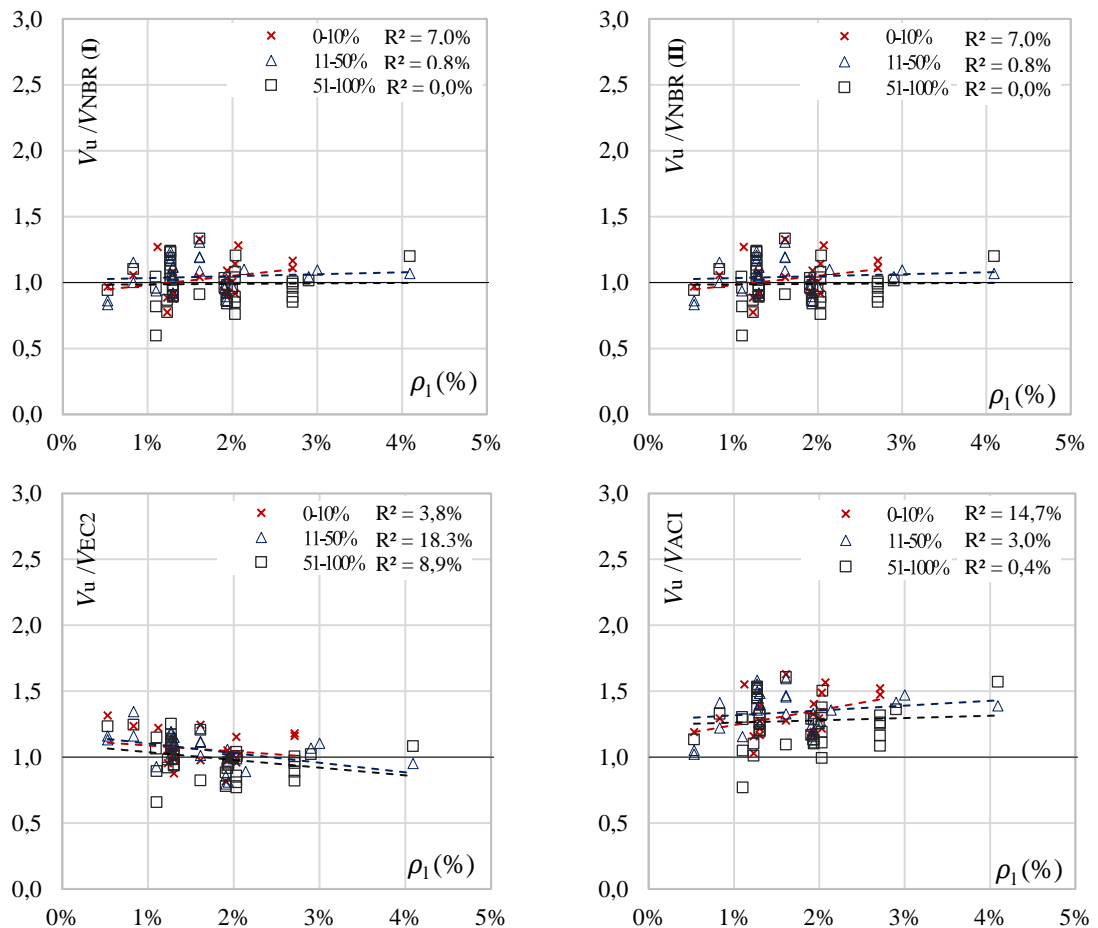 3,0
2,5
2,0
1,5
1,0
0,5
0,0
0% 1% 2% 3% 4% 5%
Vu /VNBR (I)
0-10% R² = 7,0%
11-50% R² = 0,8%
51-100% R² = 0,0%
ρ1 (%)
3,0
2,5
2,0
1,5
1,0
0,5
0,0
0% 1% 2% 3% 4% 5%
Vu /VNBR (II)
0-10% R² = 7,0%
11-50% R² = 0,8%
51-100% R² = 0,0%
ρ1 (%)
3,0
2,5
2,0
1,5
1,0
0,5
0,0
0% 1% 2% 3% 4% 5%
Vu /VEC2
0-10% R² = 3,8%
11-50% R² = 18,3%
51-100% R² = 8,9%
ρ1 (%)
3,0
2,5
2,0
1,5
1,0
0,5
0,0
0% 1% 2% 3% 4% 5%
Vu /VACI
0-10% R² = 14,7%
11-50% R² = 3,0%
51-100% R² = 0,4%
ρ1 (%)